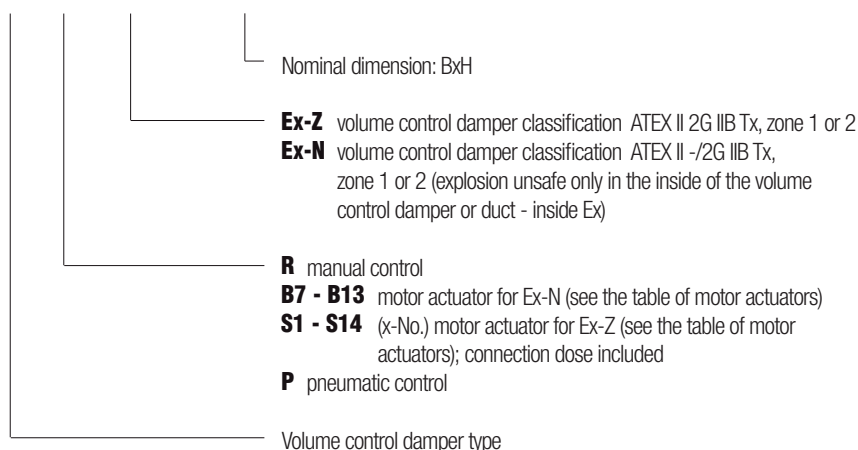 Nominal dimension: BxH
Ex-Z volume control damper classification ATEX II 2G IIB Tx, zone 1 or 2
Ex-N volume control damper classification ATEX II -/2G IIB Tx,
zone 1 or 2 (explosion unsafe only in the inside of the volume
control damper or duct - inside Ex)
R manual control
B7 - B13 motor actuator for Ex-N (see the table of motor actuators)
S1 - S14 (x-No.) motor actuator for Ex-Z (see the table of motor
actuators); connection dose included
P pneumatic control
Volume control damper type